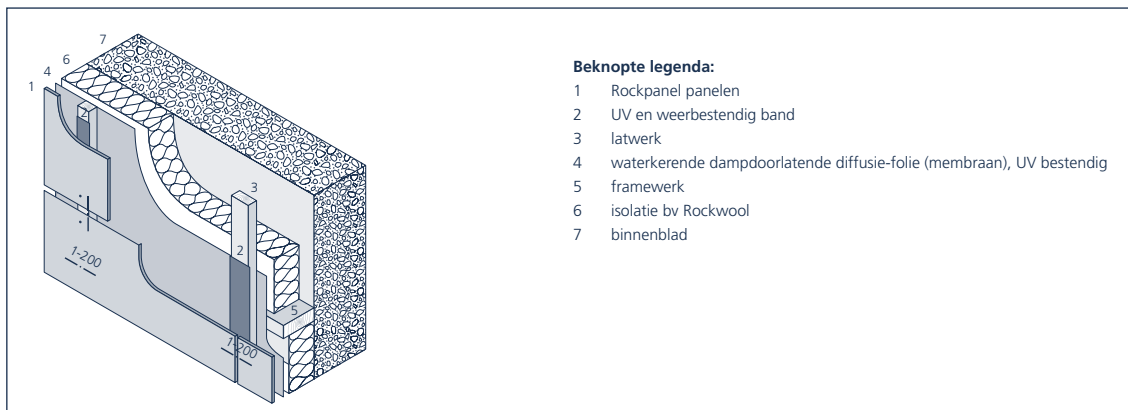 7
6
4
1
2
3
2
5
1-200
1-200
Beknopte legenda:
1 Rockpanel panelen
2 UV en weerbestendig band
3 latwerk
4 waterkerende dampdoorlatende diffusie-folie (membraan), UV bestendig
5 framewerk
6 isolatie bv Rockwool
7 binnenblad